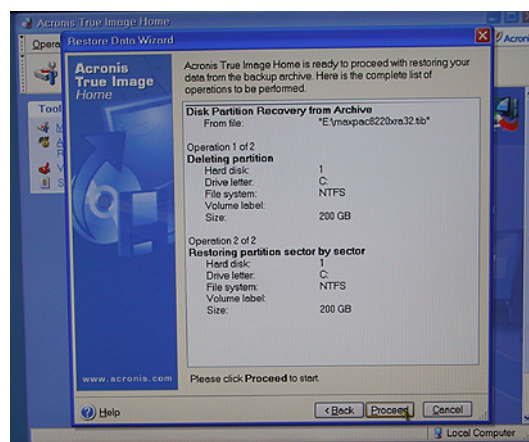 Acronis True Image Home
Opera
Acroni
Restore Data Wizard
Acronis
True Image
Home
Acronis True Image Home is ready to proceed with restoring your
data from the backup archive. Here is the complete list of
operations to be performed.
Tool
Disk Partition Recovery from Archive
From file: "E:\maxpac8220xra32.tib"
Operation 1 of 2
Deleting partition
Hard disk: 1
Drive letter: C:
File system: NTFS
Volume label:
Size: 200 GB
Operation 2 of 2
Restoring partition sector by sector
Hard disk: 1
Drive letter: C:
File system: NTFS
Volume label:
Size: 200 GB
www.acronis.com
Please click Proceed to start.
Help
< Back
Proceed
Cancel
Local Computer